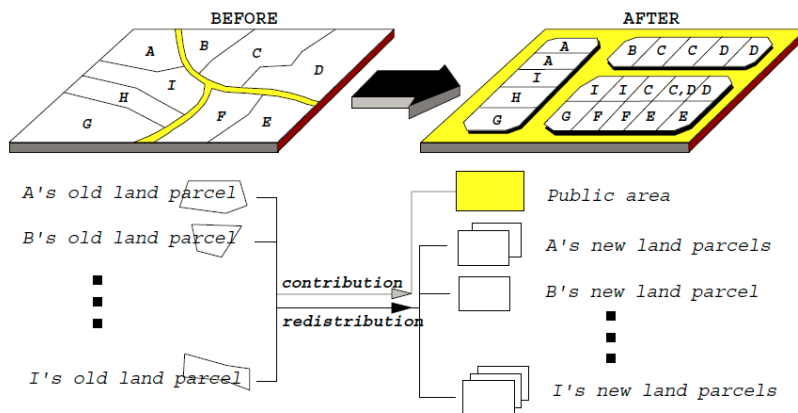 BEFORE
AFTER
A B C D
I
H
G F E
A
A
I
H
G
B C C D D
I I C C,D D
G F F E E
A's old land parcel
Public area
B's old land parcel
A's new land parcels
contribution
B's new land parcel
redistribution
I's old land parcel
I's new land parcels